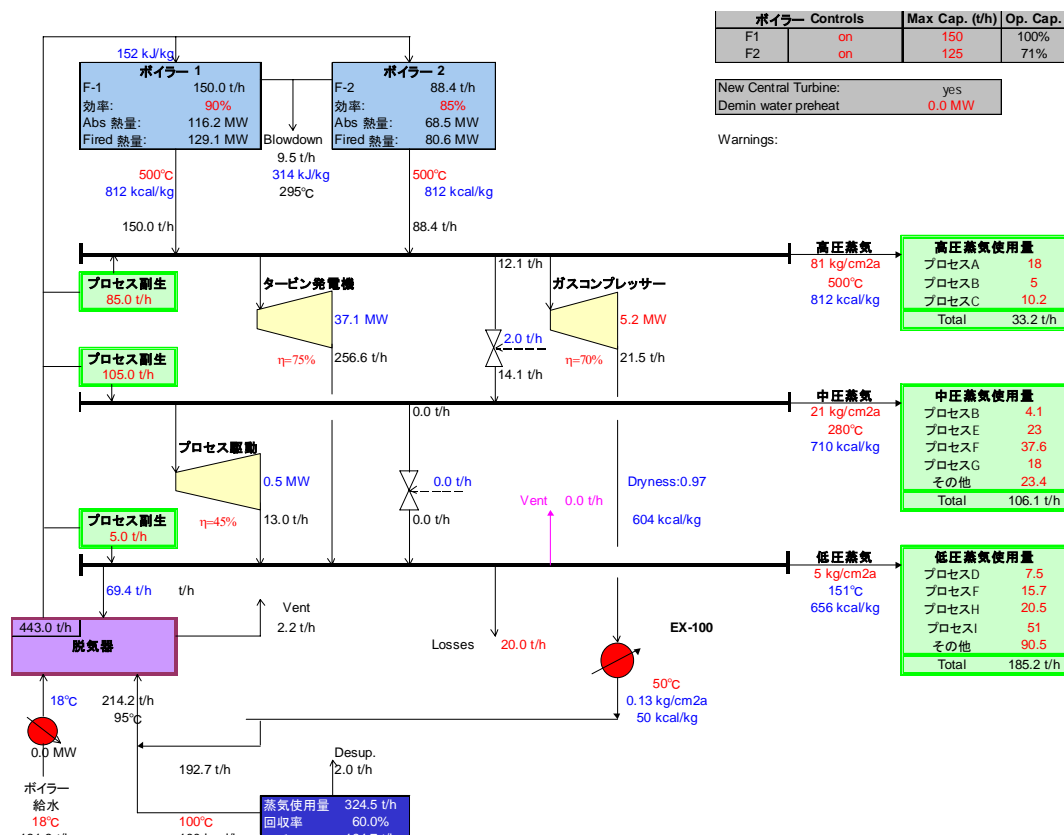 ボイラー Controls Max Cap. (t/h) Op. Cap.
F1 on 150 100%
F2 on 125 71%
New Central Turbine: yes
Demin water preheat 0.0 MW
Warnings:
152 kJ/kg
ボイラー 1
F-1 150.0 t/h
効率: 90%
Abs 熱量: 116.2 MW
Fired 熱量: 129.1 MW
ボイラー 2
F-2 88.4 t/h
効率: 85%
Abs 熱量: 68.5 MW
Fired 熱量: 80.6 MW
Blowdown
9.5 t/h
314 kJ/kg
295℃
500℃
812 kcal/kg
150.0 t/h
500℃
812 kcal/kg
88.4 t/h
プロセス副生
85.0 t/h
タービン発電機
37.1 MW
η=75%
256.6 t/h
12.1 t/h
2.0 t/h
14.1 t/h
ガスコンプレッサー
5.2 MW
η=70%
21.5 t/h
高圧蒸気
81 kg/cm2a
500℃
812 kcal/kg
高圧蒸気使用量
プロセスA 18
プロセスB 5
プロセスC 10.2
Total 33.2 t/h
プロセス副生
105.0 t/h
0.0 t/h
プロセス駆動
0.5 MW
η=45%
13.0 t/h
0.0 t/h
0.0 t/h
Dryness:0.97
Vent 0.0 t/h
604 kcal/kg
中圧蒸気
21 kg/cm2a
280℃
710 kcal/kg
中圧蒸気使用量
プロセスB 4.1
プロセスE 23
プロセスF 37.6
プロセスG 18
その他 23.4
Total 106.1 t/h
プロセス副生
5.0 t/h
69.4 t/h t/h
Vent
2.2 t/h
443.0 t/h
脱気器
Losses 20.0 t/h
EX-100
50℃
0.13 kg/cm2a
50 kcal/kg
低圧蒸気
5 kg/cm2a
151℃
656 kcal/kg
低圧蒸気使用量
プロセスD 7.5
プロセスF 15.7
プロセスH 20.5
プロセスI 51
その他 90.5
Total 185.2 t/h
18℃
214.2 t/h
95℃
0.0 MW
192.7 t/h
Desup.
2.0 t/h
ボイラー
給水
18℃
100℃
蒸気使用量 324.5 t/h
回収率 60.0%